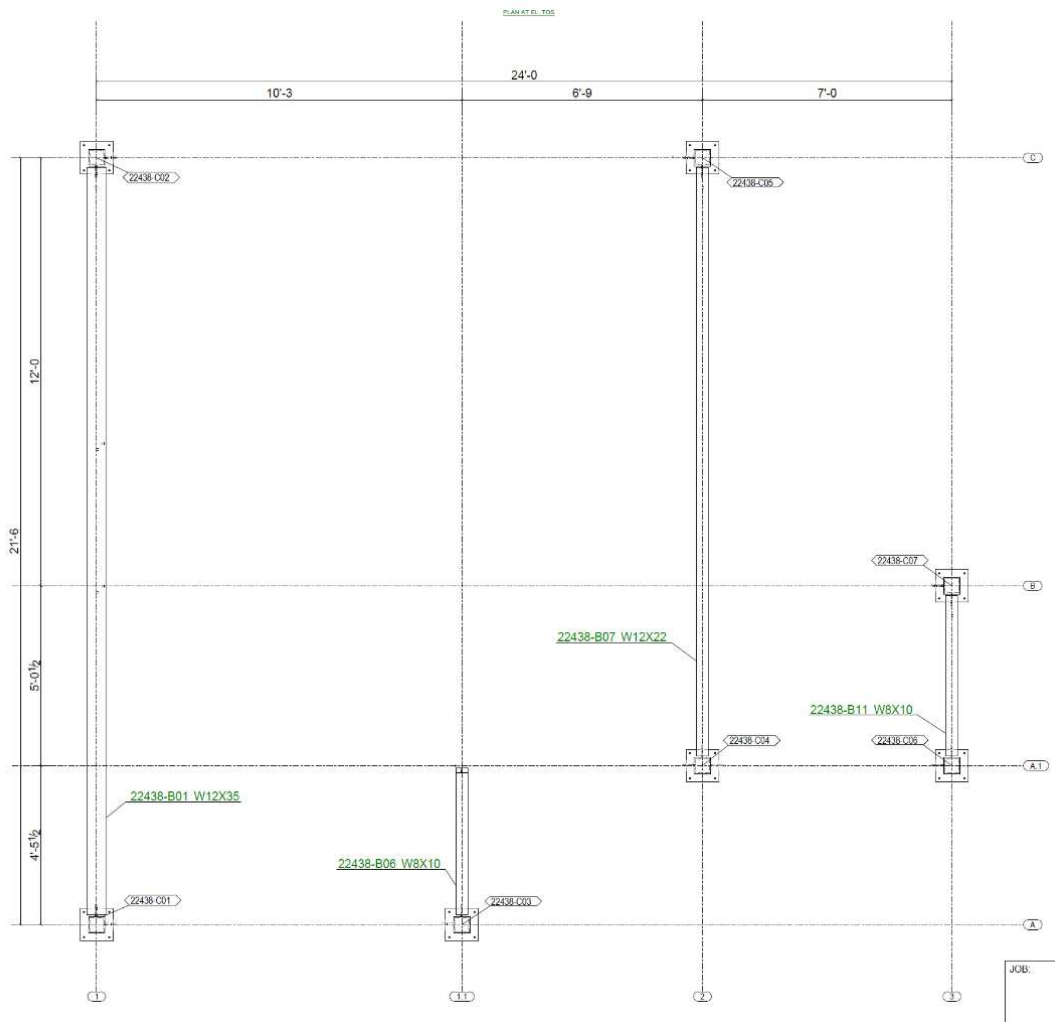 PLAN AT EL. TOS
24'-0
10'-3
6'-9
7'-0
C
22438-C02
22438-C05
12'-0
21'-6
22438-C07
B
22438-B07 W12X22
5'-0½
22438-B11 W8X10
22438-C04
22438-C06
A.1
22438-B01 W12X35
4'-5½
22438-B06 W8X10
22438-C01
22438-C03
A
JOB:
1
1.1
2
3